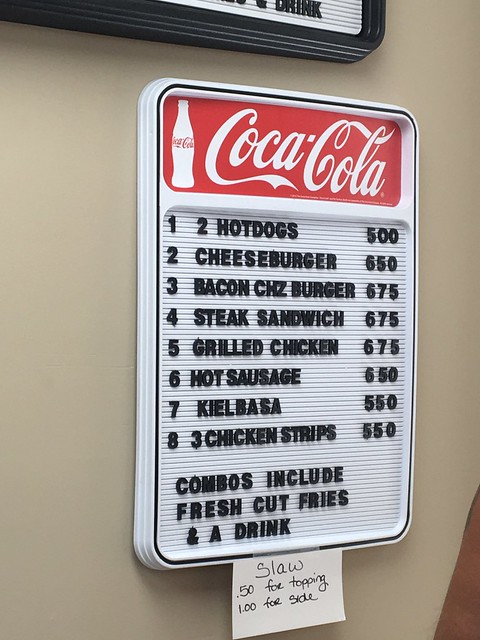 & DRINK
Coca-Cola
Coca-Cola
1 2 HOTDOGS 500
2 CHEESEBURGER 650
3 BACON CHZ BURGER 675
4 STEAK SANDWICH 675
5 GRILLED CHICKEN 675
6 HOT SAUSAGE 650
7 KIELBASA 550
8 3 CHICKEN STRIPS 550
COMBOS INCLUDE
FRESH CUT FRIES
& A DRINK
Slaw
.50 for topping
1.00 for side